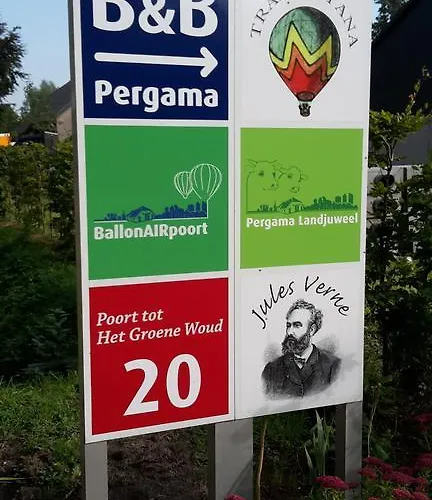 B&B
Pergama
BallonAIRpoort
Pergama Landjuweel
Poort tot
Het Groene Woud
20
Jules Verne